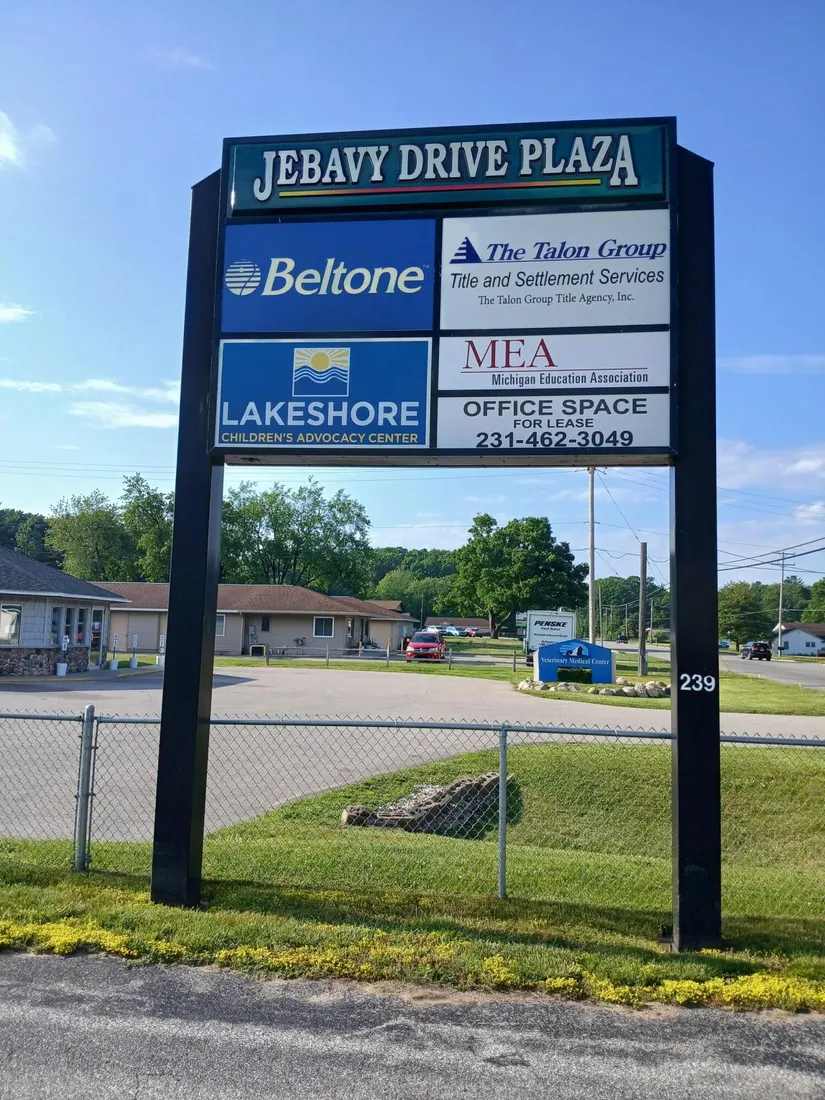 JEBAVY DRIVE PLAZA
Beltone
The Talon Group
Title and Settlement Services
The Talon Group Title Agency, Inc.
LAKESHORE
CHILDREN'S ADVOCACY CENTER
MEA
Michigan Education Association
OFFICE SPACE
FOR LEASE
231-462-3049
PENSKE
Veterinary Medical Center
239